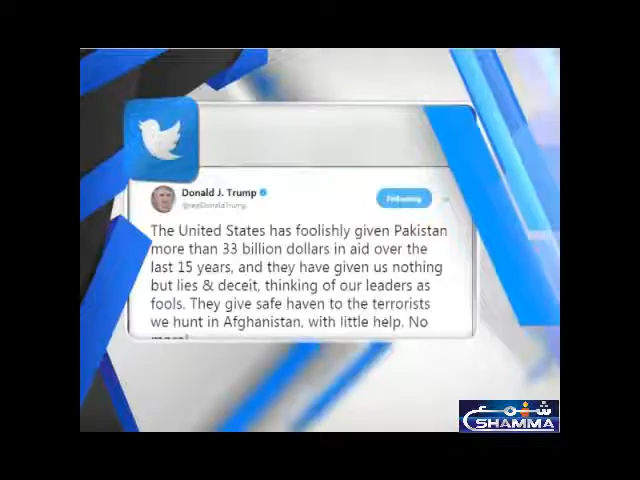 Donald J. Trump
@realDonaldTrump
Following
The United States has foolishly given Pakistan
more than 33 billion dollars in aid over the
last 15 years, and they have given us nothing
but lies & deceit, thinking of our leaders as
fools. They give safe haven to the terrorists
we hunt in Afghanistan, with little help. No
more!
SHAMMA